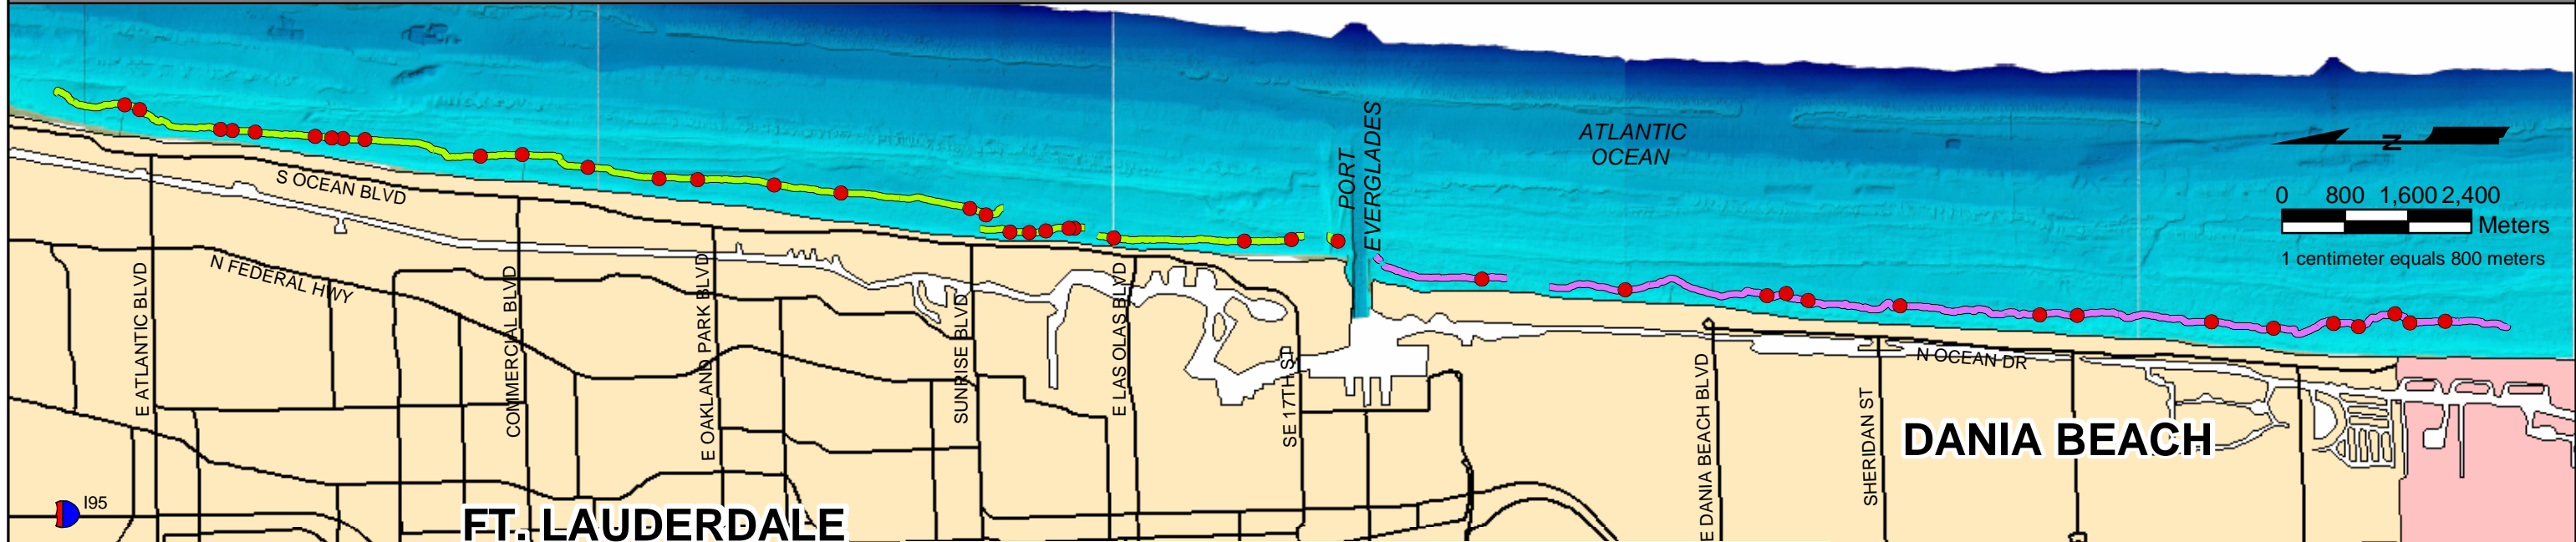 PORT
EVERGLADES
ATLANTIC
OCEAN
N
0 800 1,600 2,400
Meters
1 centimeter equals 800 meters
S OCEAN BLVD
N FEDERAL HWY
E ATLANTIC BLVD
COMMERCIAL BLVD
E OAKLAND PARK BLVD
SUNRISE BLVD
E LAS OLAS BLVD
SE 17TH ST
E DANIA BEACH BLVD
SHERIDAN ST
N OCEAN DR
DANIA BEACH
I95
FT. LAUDERDALE